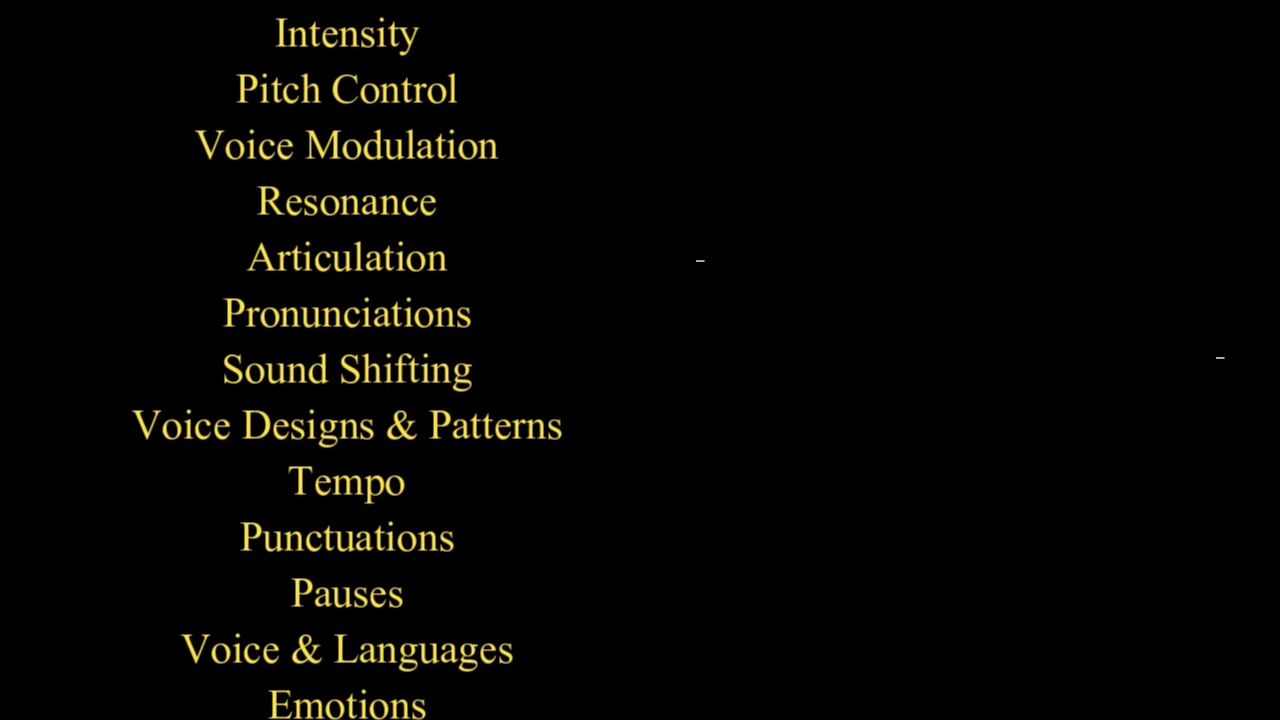 Intensity
Pitch Control
Voice Modulation
Resonance
Articulation
Pronunciations
Sound Shifting
Voice Designs & Patterns
Tempo
Punctuations
Pauses
Voice & Languages
Emotions